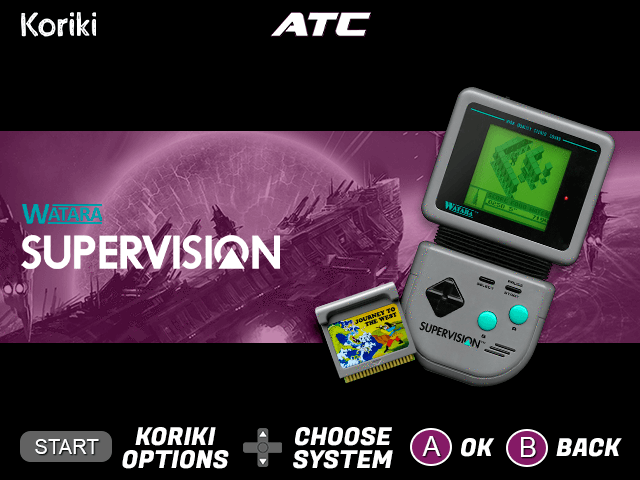 Koriki
ATC
WATARA
SUPERVISION
WATARA
SELECT
START
B
A
SUPERVISION
JOURNEY TO
THE WEST
START
KORIKI
OPTIONS
CHOOSE
SYSTEM
A
OK
B
BACK